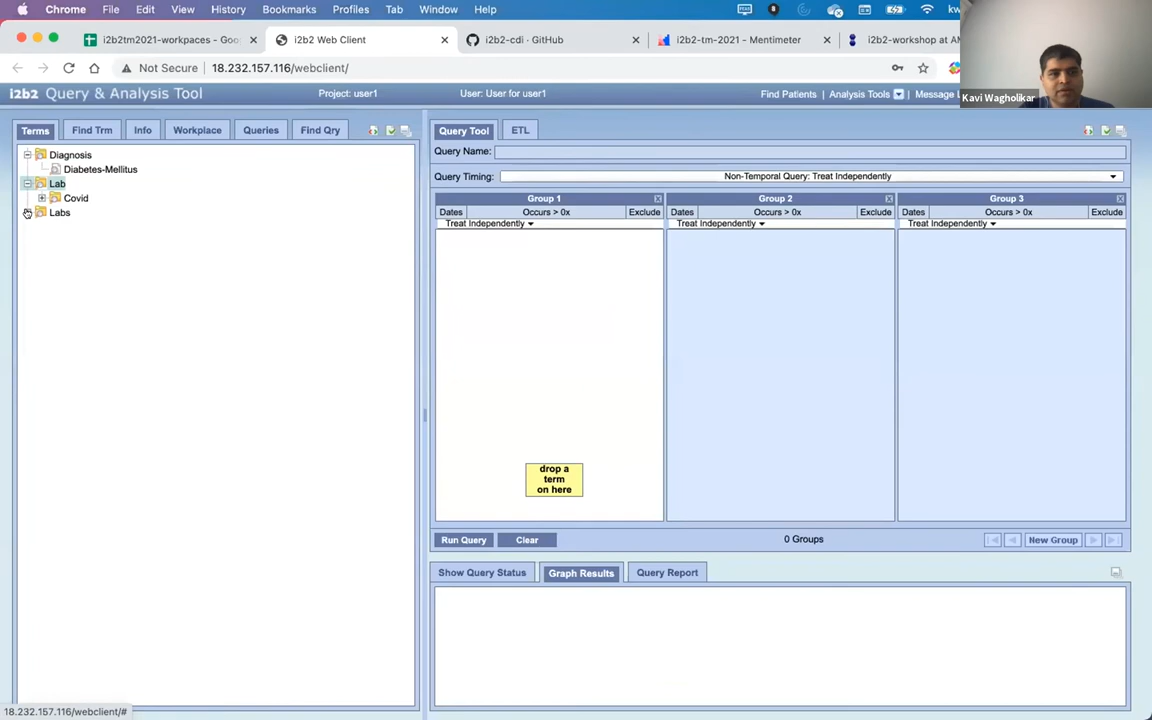 Chrome File Edit View History Bookmarks Profiles Tab Window Help
i2b2tm2021-workpaces - Goo
i2b2 Web Client
i2b2-cdi · GitHub
i2b2-tm-2021 - Mentimeter
i2b2-workshop at AM
Not Secure 18.232.157.116/webclient/
Kavi Wagholikar
i2b2 Query & Analysis Tool Project: user1 User: User for user1 Find Patients Analysis Tools Message
Terms Find Trm Info Workplace Queries Find Qry
Query Tool ETL
Query Name:
Query Timing: Non-Temporal Query: Treat Independently
Diagnosis
Diabetes-Mellitus
Lab
Covid
Labs
Group 1 Group 2 Group 3
Dates Occurs > 0x Exclude Dates Occurs > 0x Exclude Dates Occurs > 0x Exclude
Treat Independently Treat Independently Treat Independently
drop a
term
on here
Run Query Clear 0 Groups New Group
Show Query Status Graph Results Query Report
18.232.157.116/webclient/#